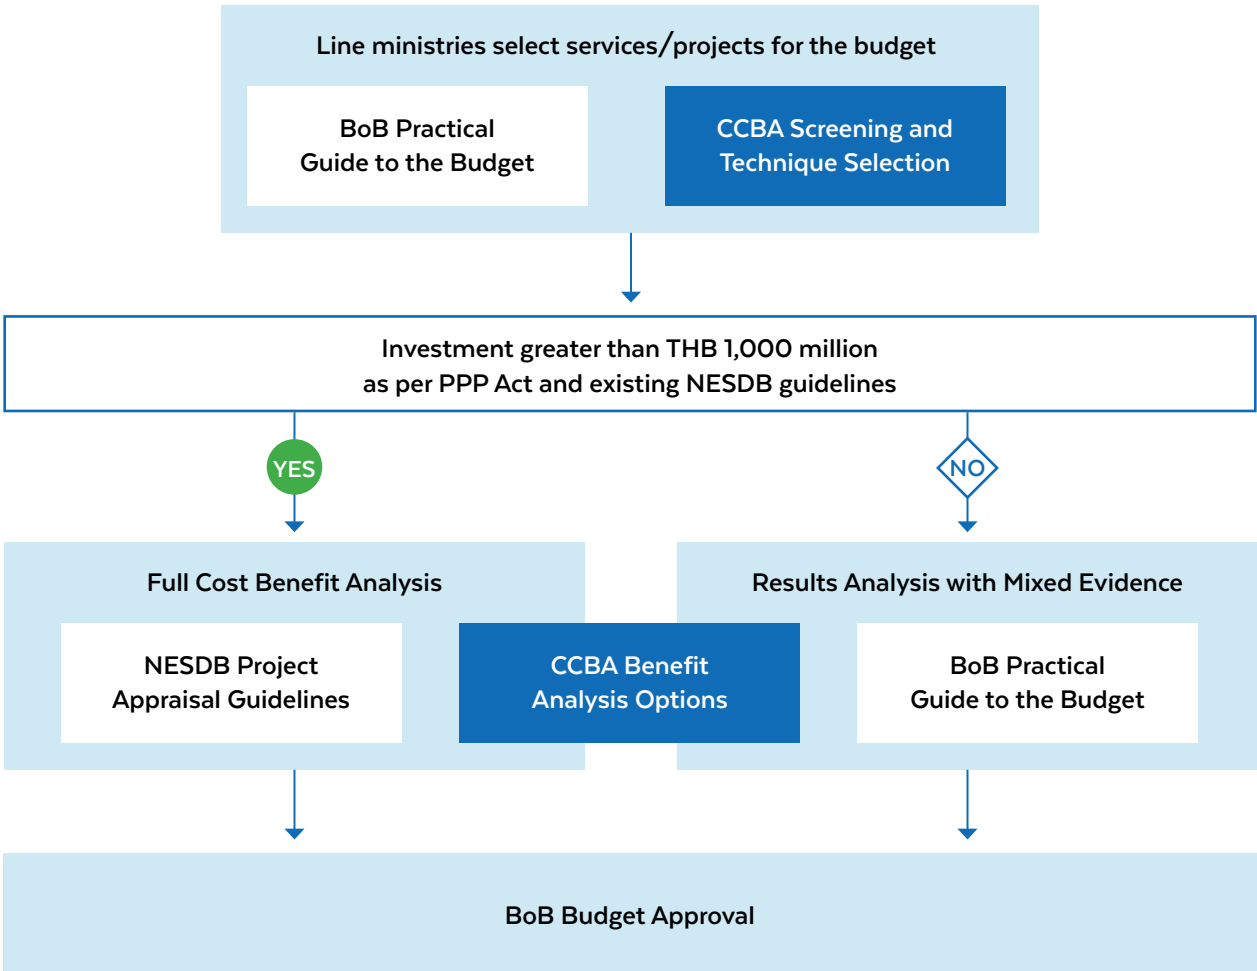 Line ministries select services/projects for the budget
BoB Practical
Guide to the Budget
CCBA Screening and
Technique Selection
Investment greater than THB 1,000 million
as per PPP Act and existing NESDB guidelines
YES
NO
Full Cost Benefit Analysis
Results Analysis with Mixed Evidence
NESDB Project
Appraisal Guidelines
CCBA Benefit
Analysis Options
BoB Practical
Guide to the Budget
BoB Budget Approval